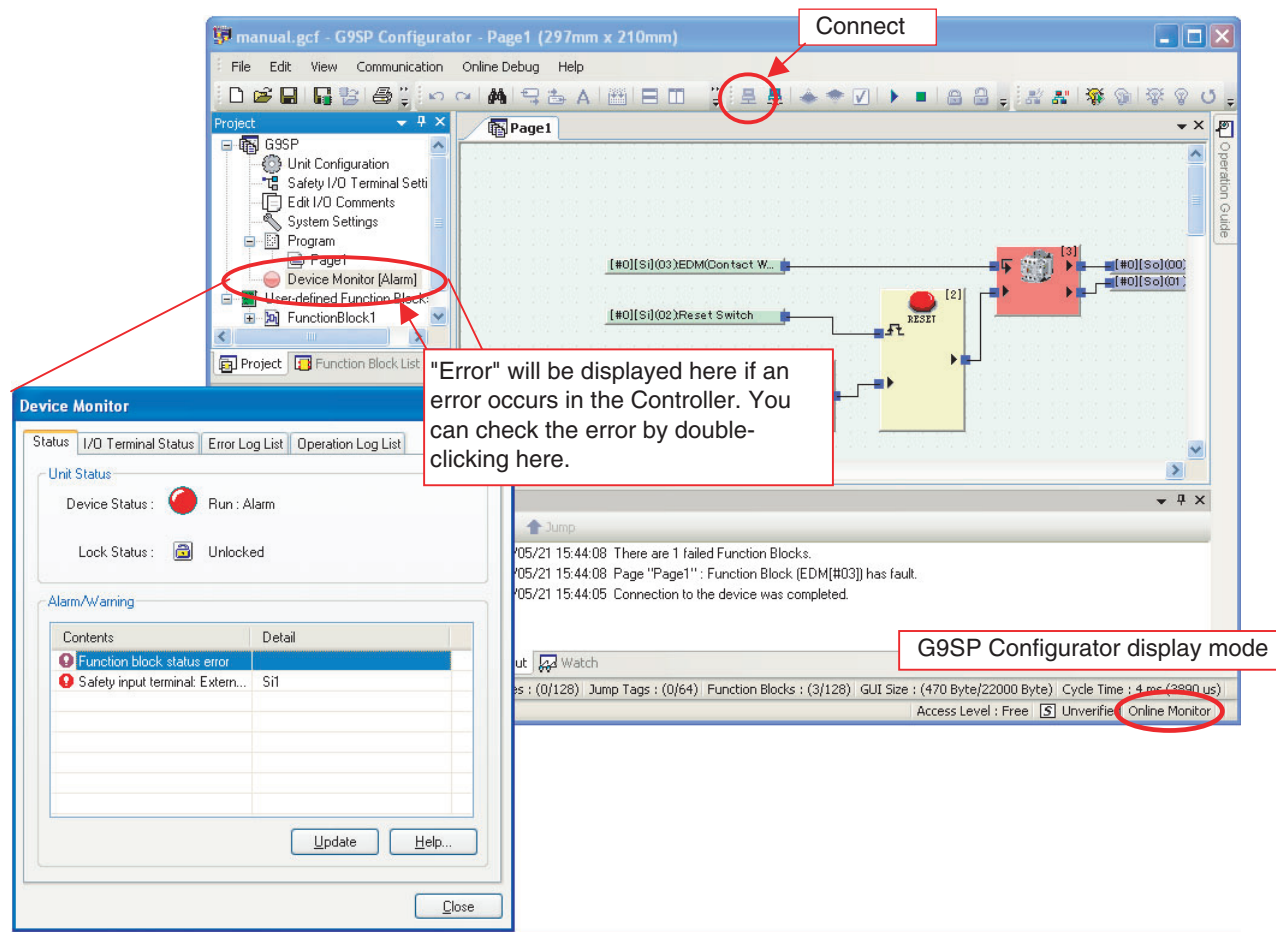 Connect
manual.gcf - G9SP Configurator - Page1 (297mm x 210mm)
File Edit View Communication Online Debug Help
Project
Page1
G9SP
Unit Configuration
Safety I/O Terminal Setti
Edit I/O Comments
System Settings
Program
Page1
Device Monitor [Alarm]
User-defined Function Block
FunctionBlock1
Project Function Block List
Operation Guide
[#0][Si](03):EDM(Contact W...
[3]
[#0][So](00)
[#0][So](01
[2]
RESET
[#0][Si](02):Reset Switch
"Error" will be displayed here if an
error occurs in the Controller. You
can check the error by double-
clicking here.
Device Monitor
Status I/O Terminal Status Error Log List Operation Log List
Unit Status
Device Status : Run : Alarm
Lock Status : Unlocked
Alarm/Warning
Contents Detail
Function block status error
Safety input terminal: Extern... Si1
Update Help...
Close
Jump
/05/21 15:44:08 There are 1 failed Function Blocks.
/05/21 15:44:08 Page "Page1" : Function Block (EDM[#03]) has fault.
/05/21 15:44:05 Connection to the device was completed.
G9SP Configurator display mode
ut Watch
es : (0/128) Jump Tags : (0/64) Function Blocks : (3/128) GUI Size : (470 Byte/22000 Byte) Cycle Time : 4 ms (3890 us)
Access Level : Free S Unverifie Online Monitor